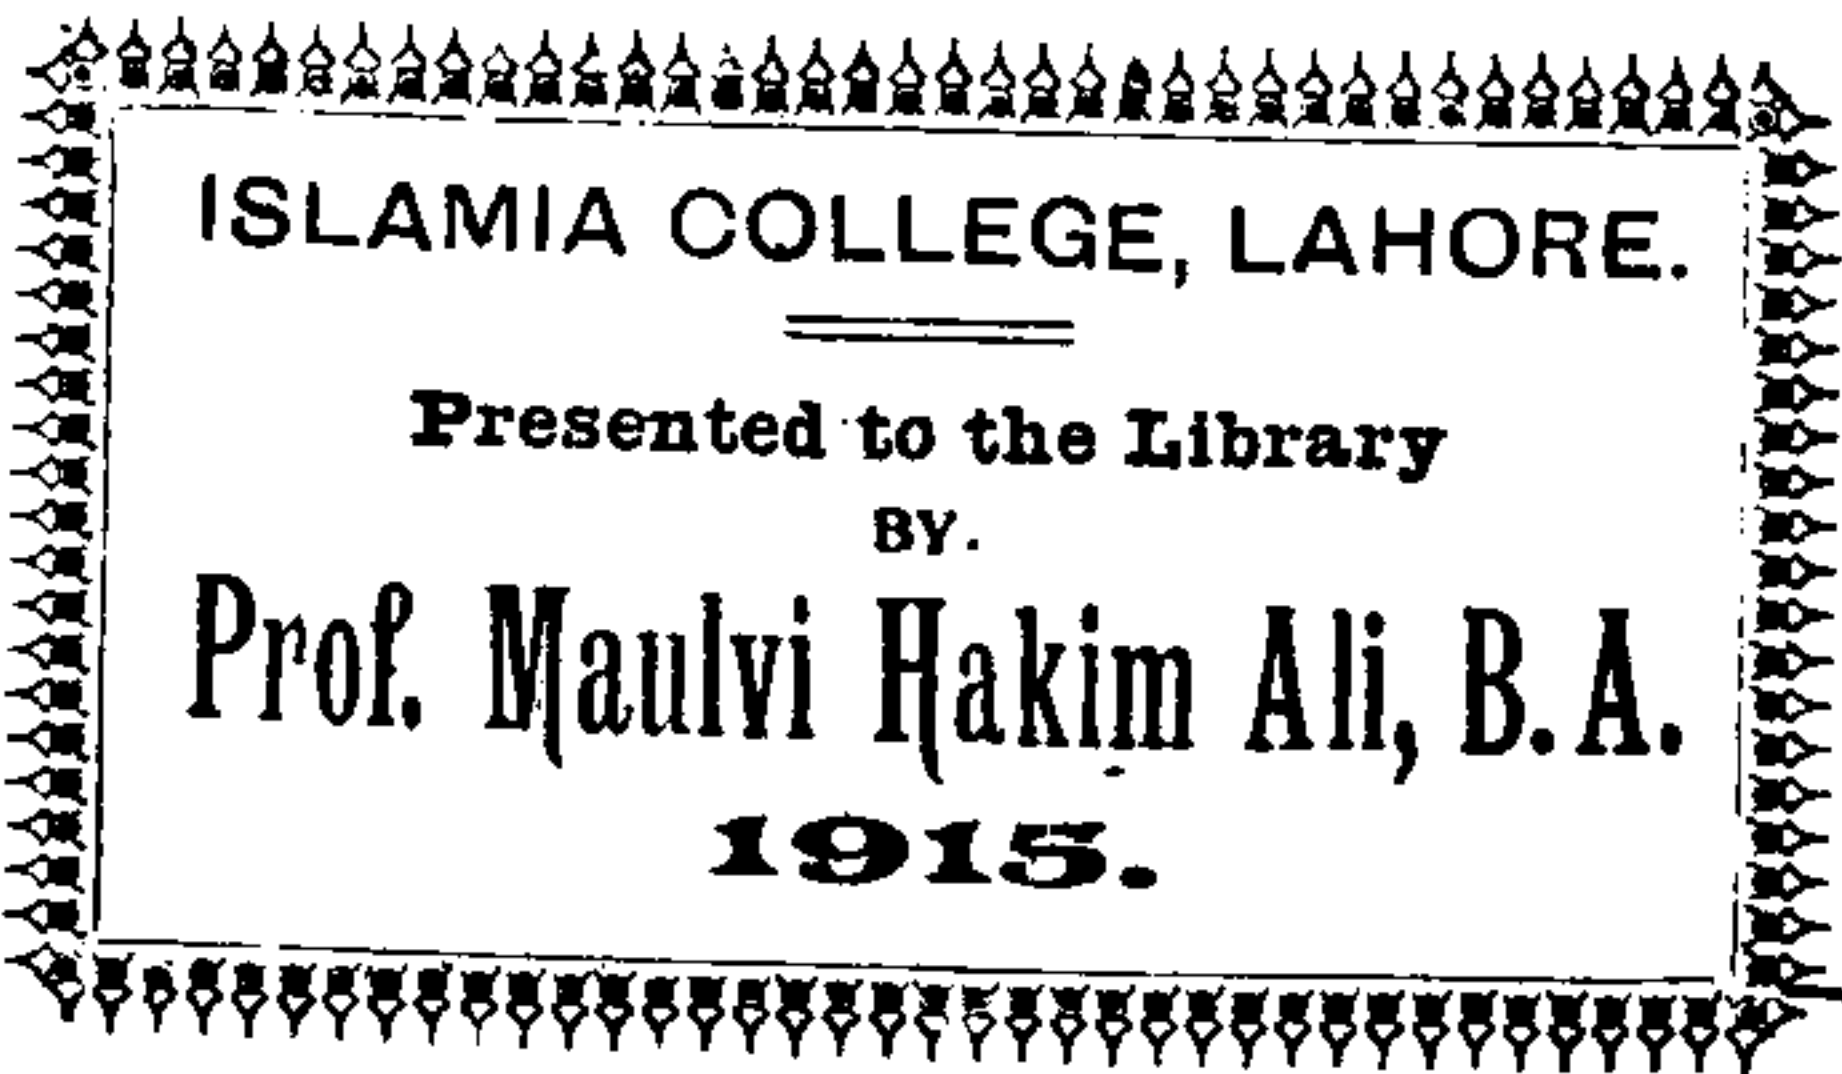 ISLAMIA COLLEGE, LAHORE.
Presented to the Library
BY.
Prof. Maulvi Hakim Ali, B.A.
1915.